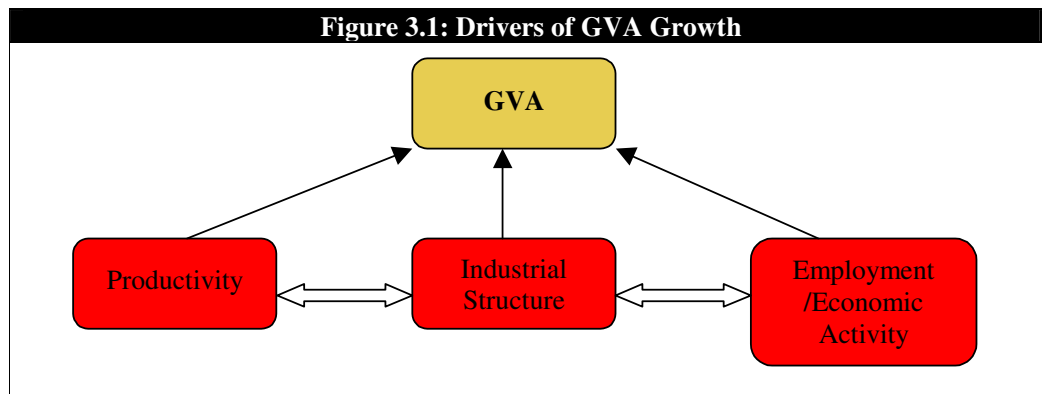 Figure 3.1: Drivers of GVA Growth
GVA
Productivity
Industrial
Structure
Employment
/Economic
Activity